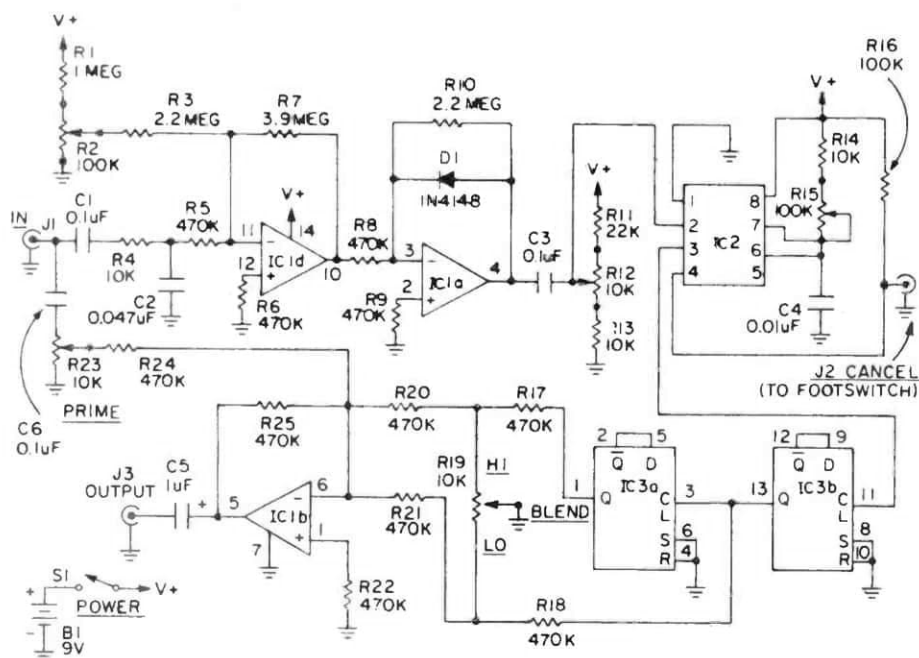 V+
R1
1 MEG
R2
100K
R3
2.2MEG
R7
3.9MEG
IN
J1
C1
0.1uF
R4
10K
R5
470K
C2
0.047uF
11
12
-
+
V+
14
IC1d
10
R6
470K
R8
470K
R10
2.2MEG
D1
1N4148
3
2
-
+
IC1a
4
R9
470K
C3
0.1uF
V+
R11
22K
R12
10K
R13
10K
1
2
3
4
IC2
8
7
6
5
V+
R14
10K
R15
100K
C4
0.01uF
R16
100K
J2 CANCEL
(TO FOOTSWITCH)
R23
10K
PRIME
R24
470K
C6
0.1uF
R25
470K
R20
470K
R17
470K
R19
10K
HI
BLEND
LO
J3
OUTPUT
C5
1uF
+
5
IC1b
-
+
6
1
7
R21
470K
R22
470K
R18
470K
2
5
Q
D
1
Q
IC3a
C
L
S
R
3
6
4
12
9
Q
D
13
Q
IC3b
C
L
S
R
11
8
10
S1
V+
POWER
+
-
B1
9V